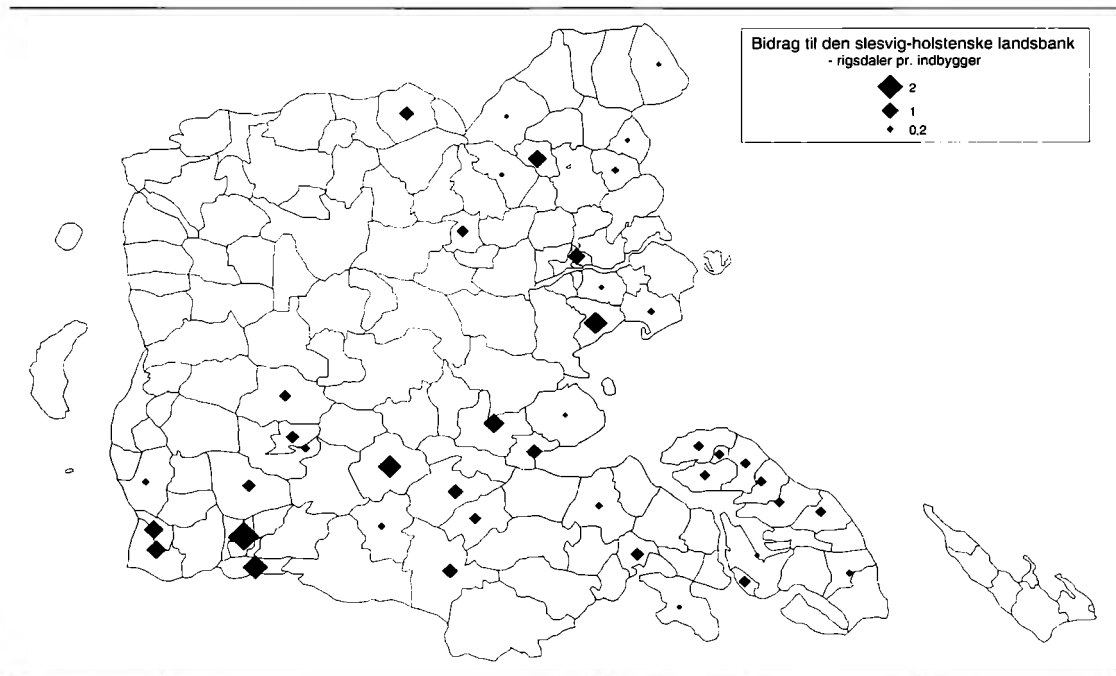 Bidrag til den slesvig-holstenske landsbank
- rigsdaler pr. indbygger
2
1
0,2